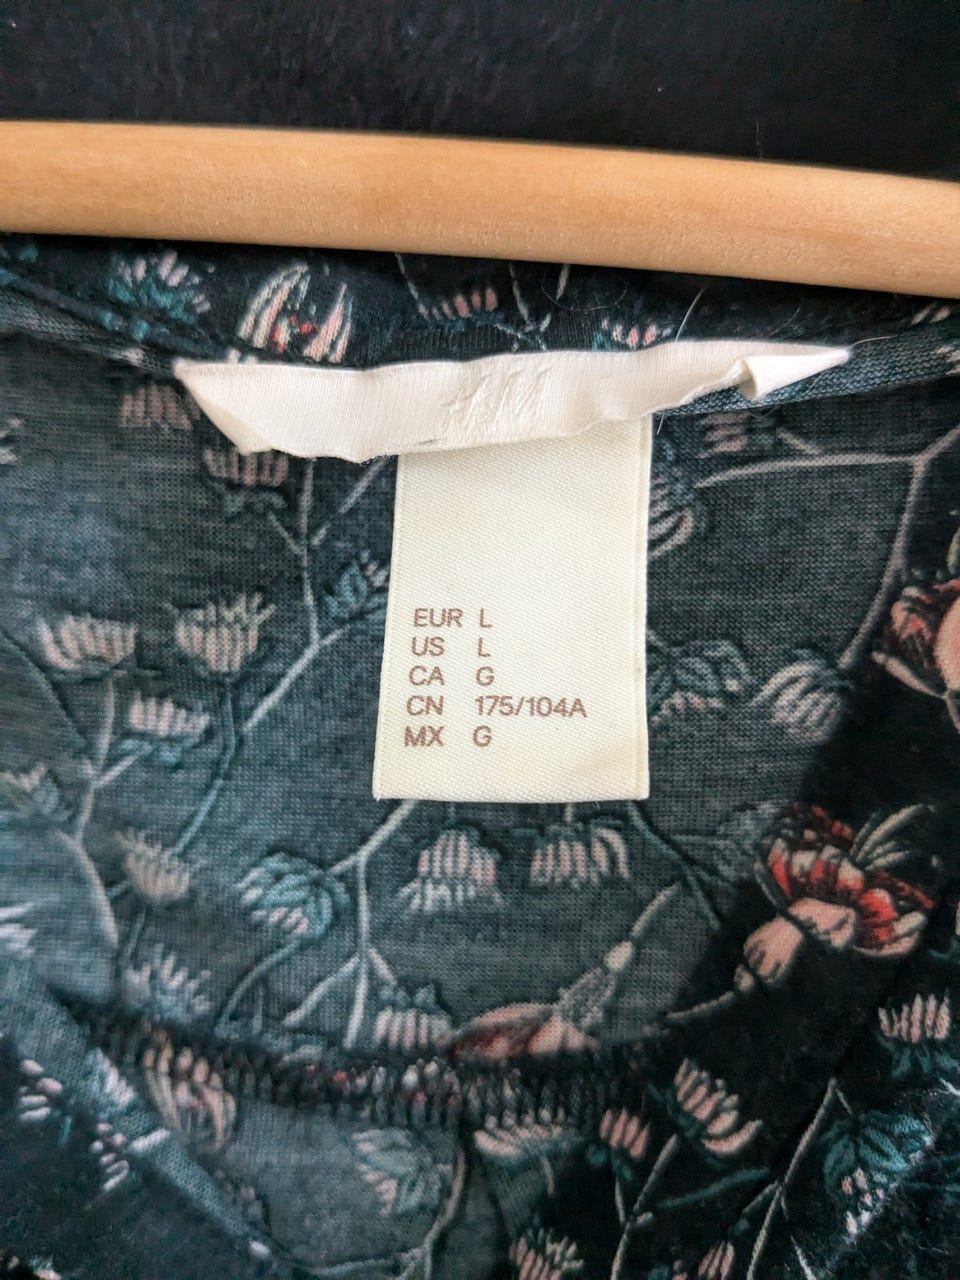 H&M
EUR L
US L
CA G
CN 175/104A
MX G